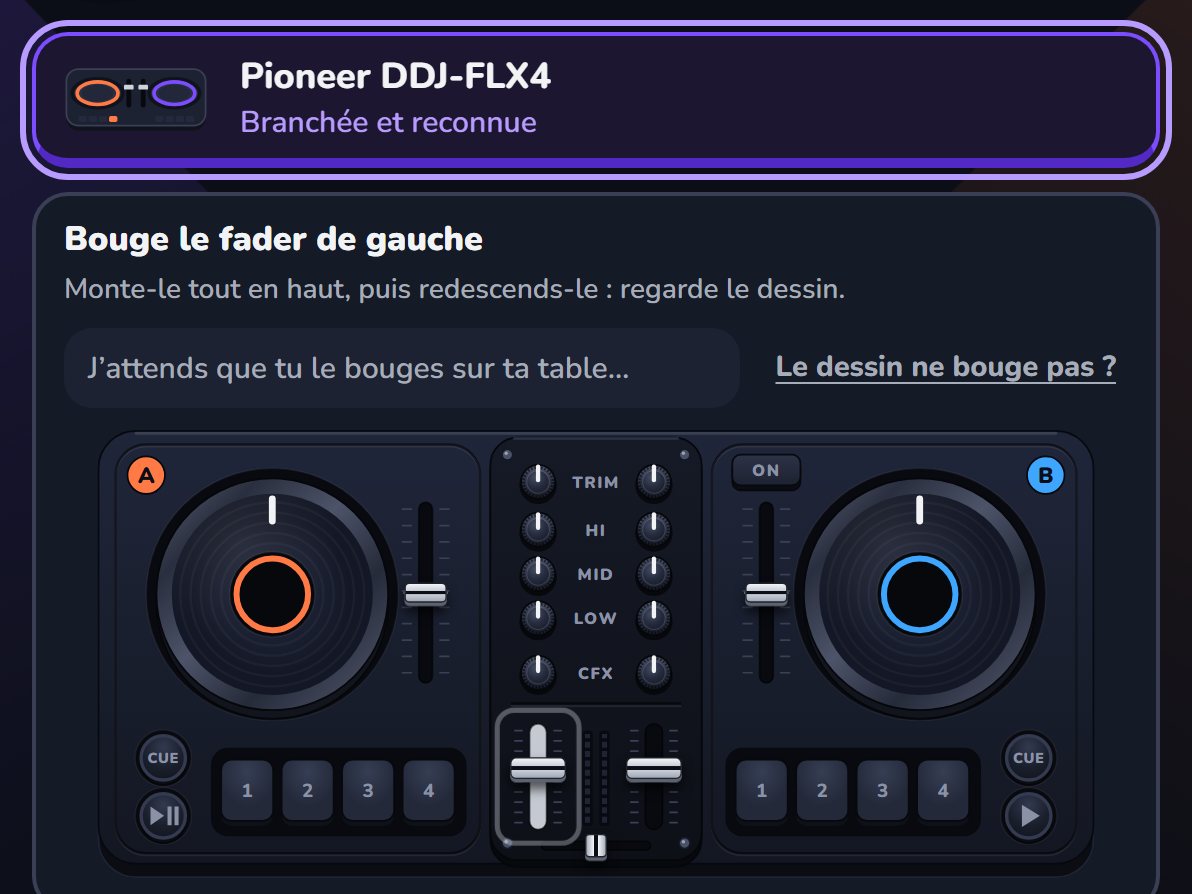 Pioneer DDJ-FLX4
Branchée et reconnue
Bouge le fader de gauche
Monte-le tout en haut, puis redescends-le : regarde le dessin.
J’attends que tu le bouges sur ta table…
Le dessin ne bouge pas ?
A
ON
B
TRIM
HI
MID
LOW
CFX
CUE
1 2 3 4
1 2 3 4
CUE